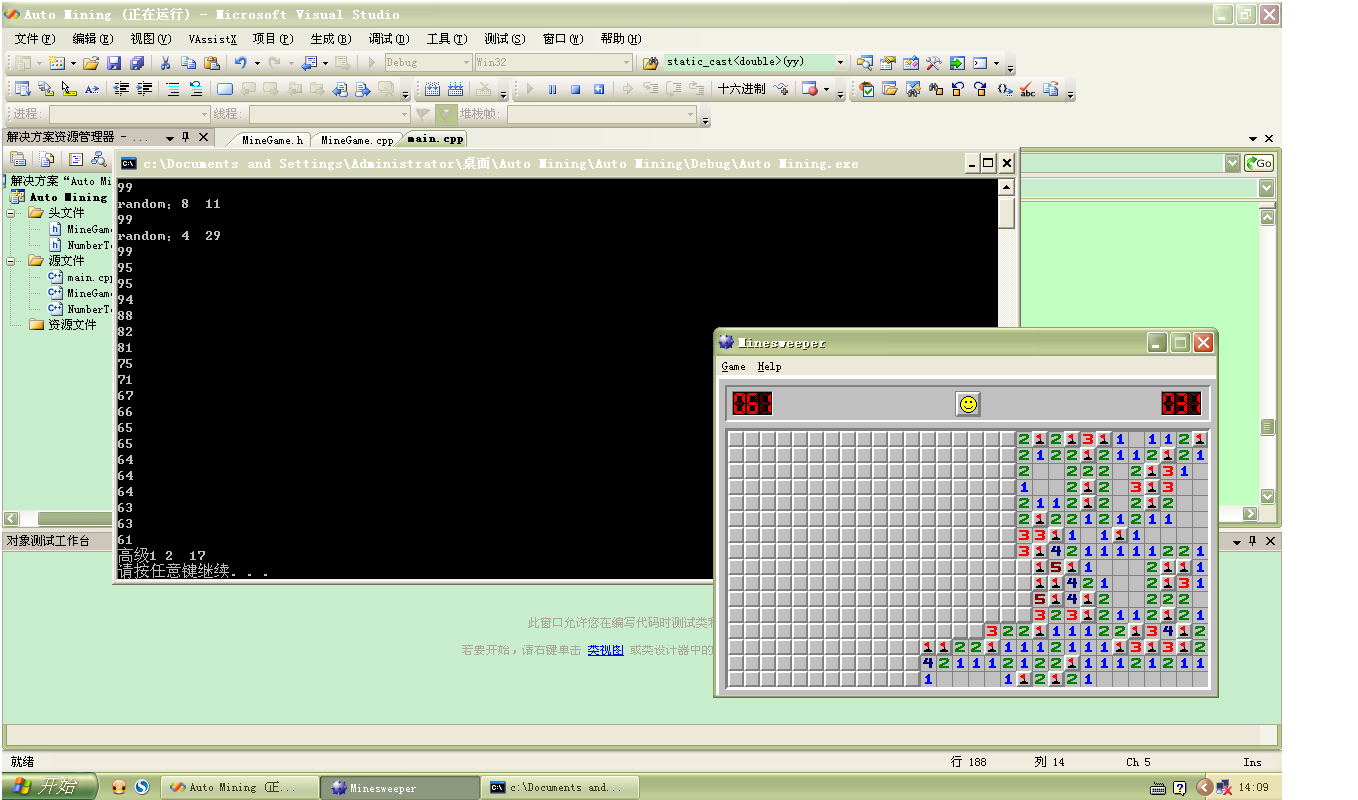 Auto Mining (正在运行) - Microsoft Visual Studio
文件(F) 编辑(E) 视图(V) VAssistX 项目(P) 生成(B) 调试(D) 工具(T) 测试(S) 窗口(W) 帮助(H)
Debug Win32 static_cast<double>(yy)
十六进制
进程: 线程: 堆栈帧:
解决方案资源管理器 - ...
MineGame.h MineGame.cpp main.cpp
解决方案 “Auto Mi
Auto Mining
头文件
MineGam
NumberT
源文件
main.cpp
MineGam
NumberT
资源文件
Go
c:\Documents and Settings\Administrator\桌面\Auto Mining\Auto Mining\Debug\Auto Mining.exe
99
random: 8 11
99
random: 4 29
99
95
95
94
88
82
81
75
71
67
66
65
65
64
64
64
63
63
61
高级1 2 17
请按任意键继续. . .
Minesweeper
Game Help
061 031
2 1 2 1 3 1 1 1 1 2 1
2 1 2 2 1 2 1 1 2 1 2 1
2 2 2 2 2 1 3 1
1 2 1 2 3 1 3
2 1 1 2 1 2 2 1 2
2 1 2 2 1 2 1 2 1 1
3 3 1 1 1 1 1
3 1 4 2 1 1 1 1 1 2 2 1
1 5 1 1 2 1 1
1 1 4 2 1 2 1 3 1
5 1 4 1 2 2 2 2
3 2 3 1 2 1 1 2 1 2 1
3 2 2 1 1 1 1 2 2 1 3 4 1 2
1 1 2 2 1 1 1 2 1 1 1 1 1 3 1 3 1 2
4 2 1 1 1 2 1 2 2 1 1 1 1 2 1 2 1 1
1 1 1 2 1 2 1
对象测试工作台
此窗口允许您在编写代码时测试类
若要开始，请右键单击 类视图 或类设计器中的
就绪 行 188 列 14 Ch 5 Ins
开始 Auto Mining (正... Minesweeper c:\Documents and... 14:09